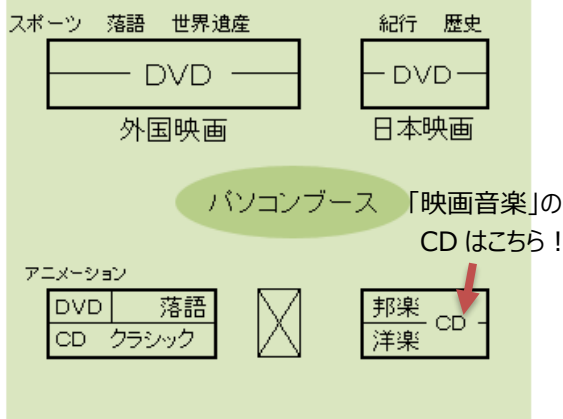 スポーツ 落語 世界遺産 紀行 歴史
DVD DVD
外国映画 日本映画
パソコンブース
「映画音楽」の
CD はこちら！
アニメーション
DVD 落語
CD クラシック
邦楽
CD
洋楽